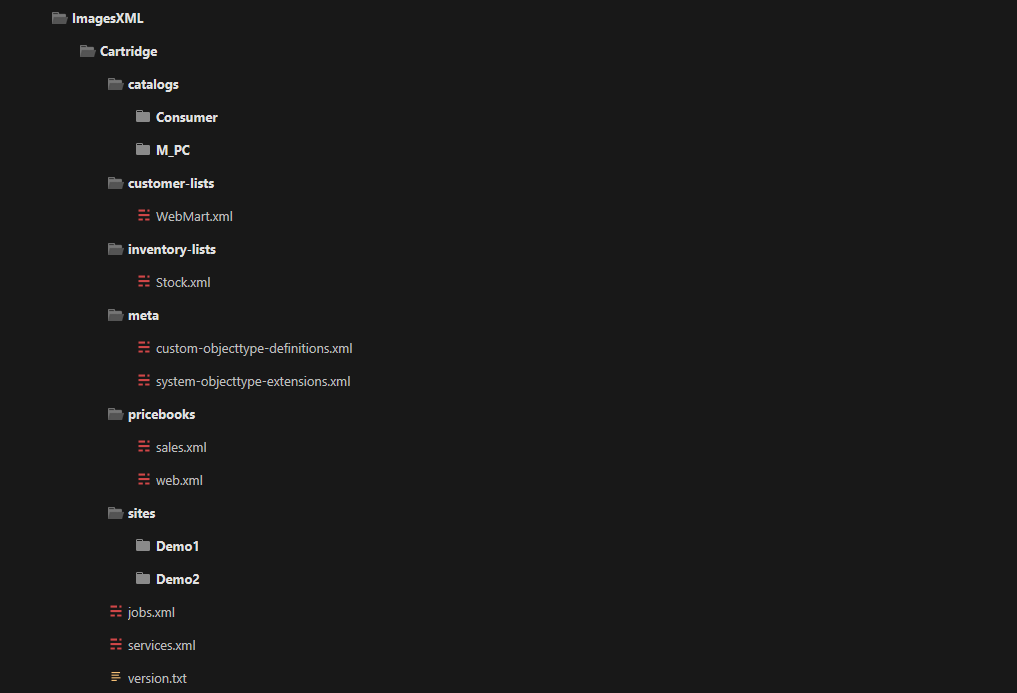 ImagesXML
Cartridge
catalogs
Consumer
M_PC
customer-lists
WebMart.xml
inventory-lists
Stock.xml
meta
custom-objecttype-definitions.xml
system-objecttype-extensions.xml
pricebooks
sales.xml
web.xml
sites
Demo1
Demo2
jobs.xml
services.xml
version.txt